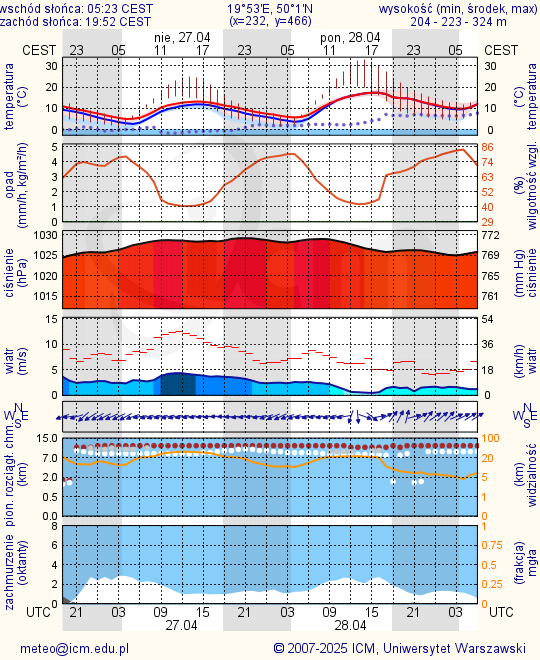 wschód słońca: 05:23 CEST 19°53'E, 50°1'N wysokość (min, środek, max)
zachód słońca: 19:52 CEST (x=232, y=466) 204 - 223 - 324 m
nie, 27.04 pon, 28.04
CEST 23 05 11 17 23 05 11 17 23 05 CEST
temperatura (°C)
30 20 10 0
30 20 10 0
temperatura (°C)
opad (mm/h, kg/m²/h)
5 4 3 2 1 0
86 74 63 52 40 29
(%) wilgotność wzgl.
ciśnienie (hPa)
1030 1025 1020 1015
772 769 765 761
(mm Hg) ciśnienie
wiatr (m/s)
15 10 5 0
54 36 18 0
(km/h) wiatr
N W E S
N W E S
pion. rozciągł. chm. (km)
15.0 7.0 2.0 0.5 0.0
100 20 5 1 0
(km) widzialność
zachmurzenie (oktanty)
8 6 4 2 0
1 0.75 0.5 0.25 0
(frakcja) mgła
UTC 21 03 09 15 21 03 09 15 21 03 UTC
27.04 28.04
meteo@icm.edu.pl © 2007-2025 ICM, Uniwersytet Warszawski